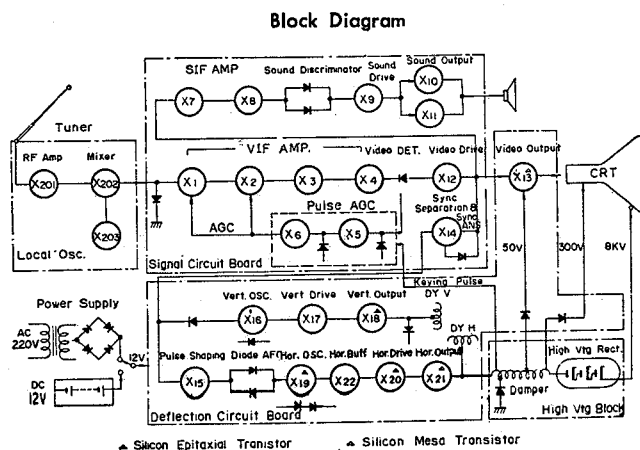 Block Diagram
SIF AMP
Sound Discriminator
Sound Drive
Sound Output
X7
X8
X9
X10
X11
Tuner
RF Amp
Mixer
X201
X202
X203
Local Osc.
VIF AMP.
Video DET.
Video Drive
Video Output
X1
X2
X3
X4
X12
X13
CRT
Pulse AGC
AGC
X6
X5
Sync Separation &
Sync ANS
X14
Signal Circuit Board
Keying Pulse
50V
300V
8KV
Power Supply
AC 220V
DC 12V
12V
Vert. OSC.
Vert Drive
Vert. Output
DY V
X16
X17
X18
DY H
Pulse Shaping
Diode AFC
Hor. OSC.
Hor.Buff
Hor.Drive
Hor.Output
X15
X19
X22
X20
X21
Deflection Circuit Board
High Vtg Rect.
Damper
High Vtg Block
Silicon Epitaxial Tranistor
Silicon Mesa Transistor